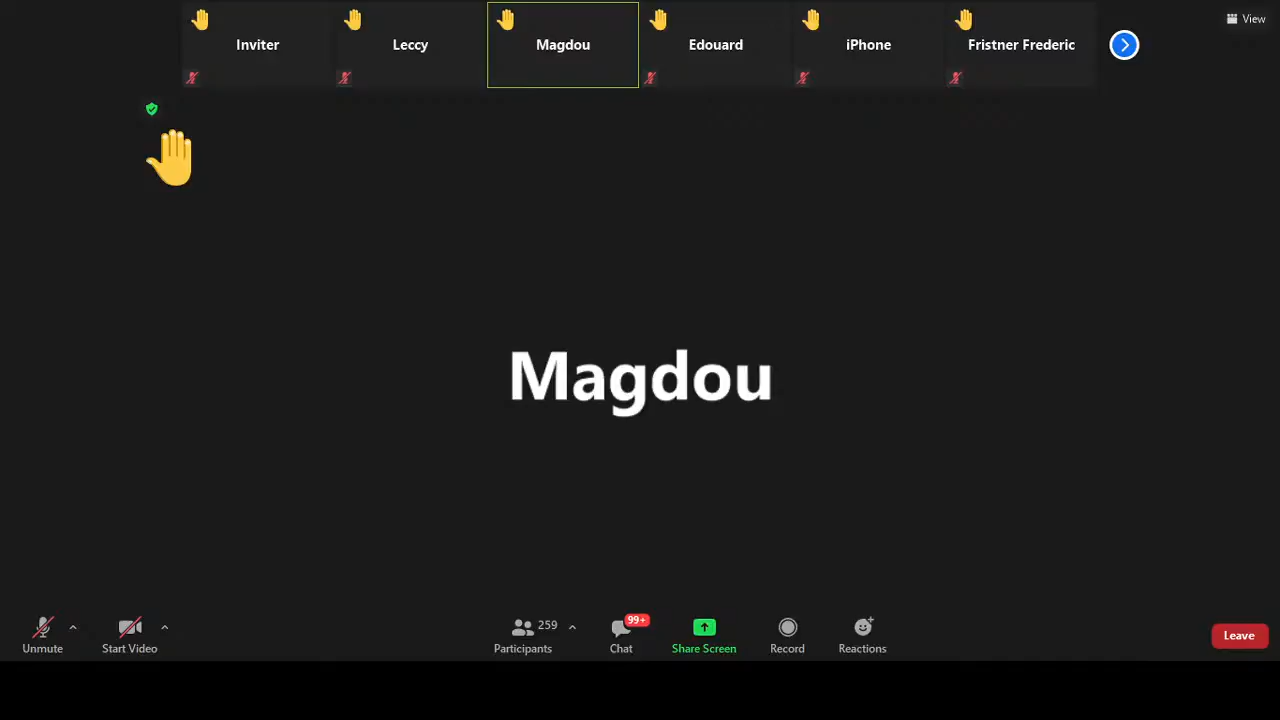 View
Inviter
Leccy
Magdou
Edouard
iPhone
Fristner Frederic
Magdou
Unmute
Start Video
259
Participants
99+
Chat
Share Screen
Record
Reactions
Leave